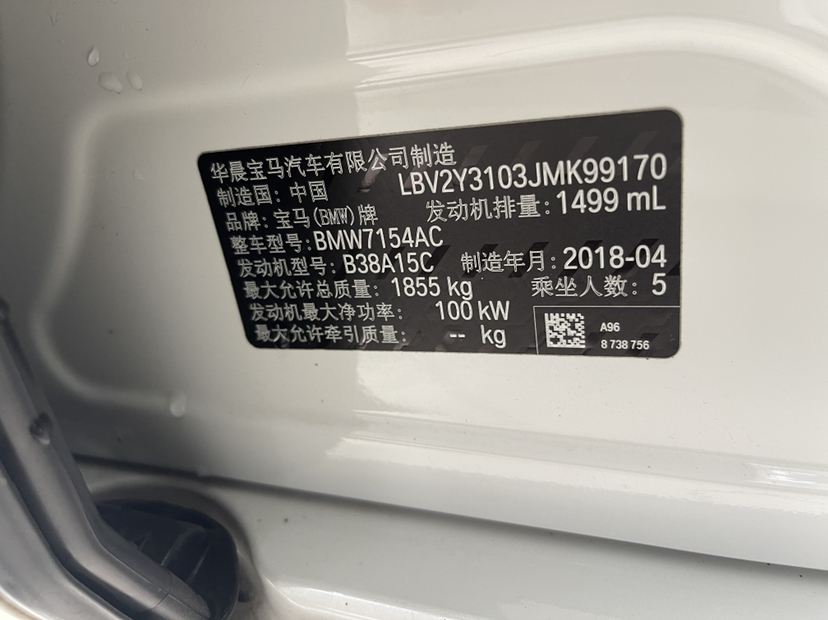 华晨宝马汽车有限公司制造
制造国: 中国 LBV2Y3103JMK99170
品牌: 宝马(BMW)牌 发动机排量: 1499 mL
整车型号: BMW7154AC
发动机型号: B38A15C 制造年月: 2018-04
最大允许总质量: 1855 kg 乘坐人数: 5
发动机最大净功率: 100 kW
最大允许牵引质量: -- kg
A96
8 738 756